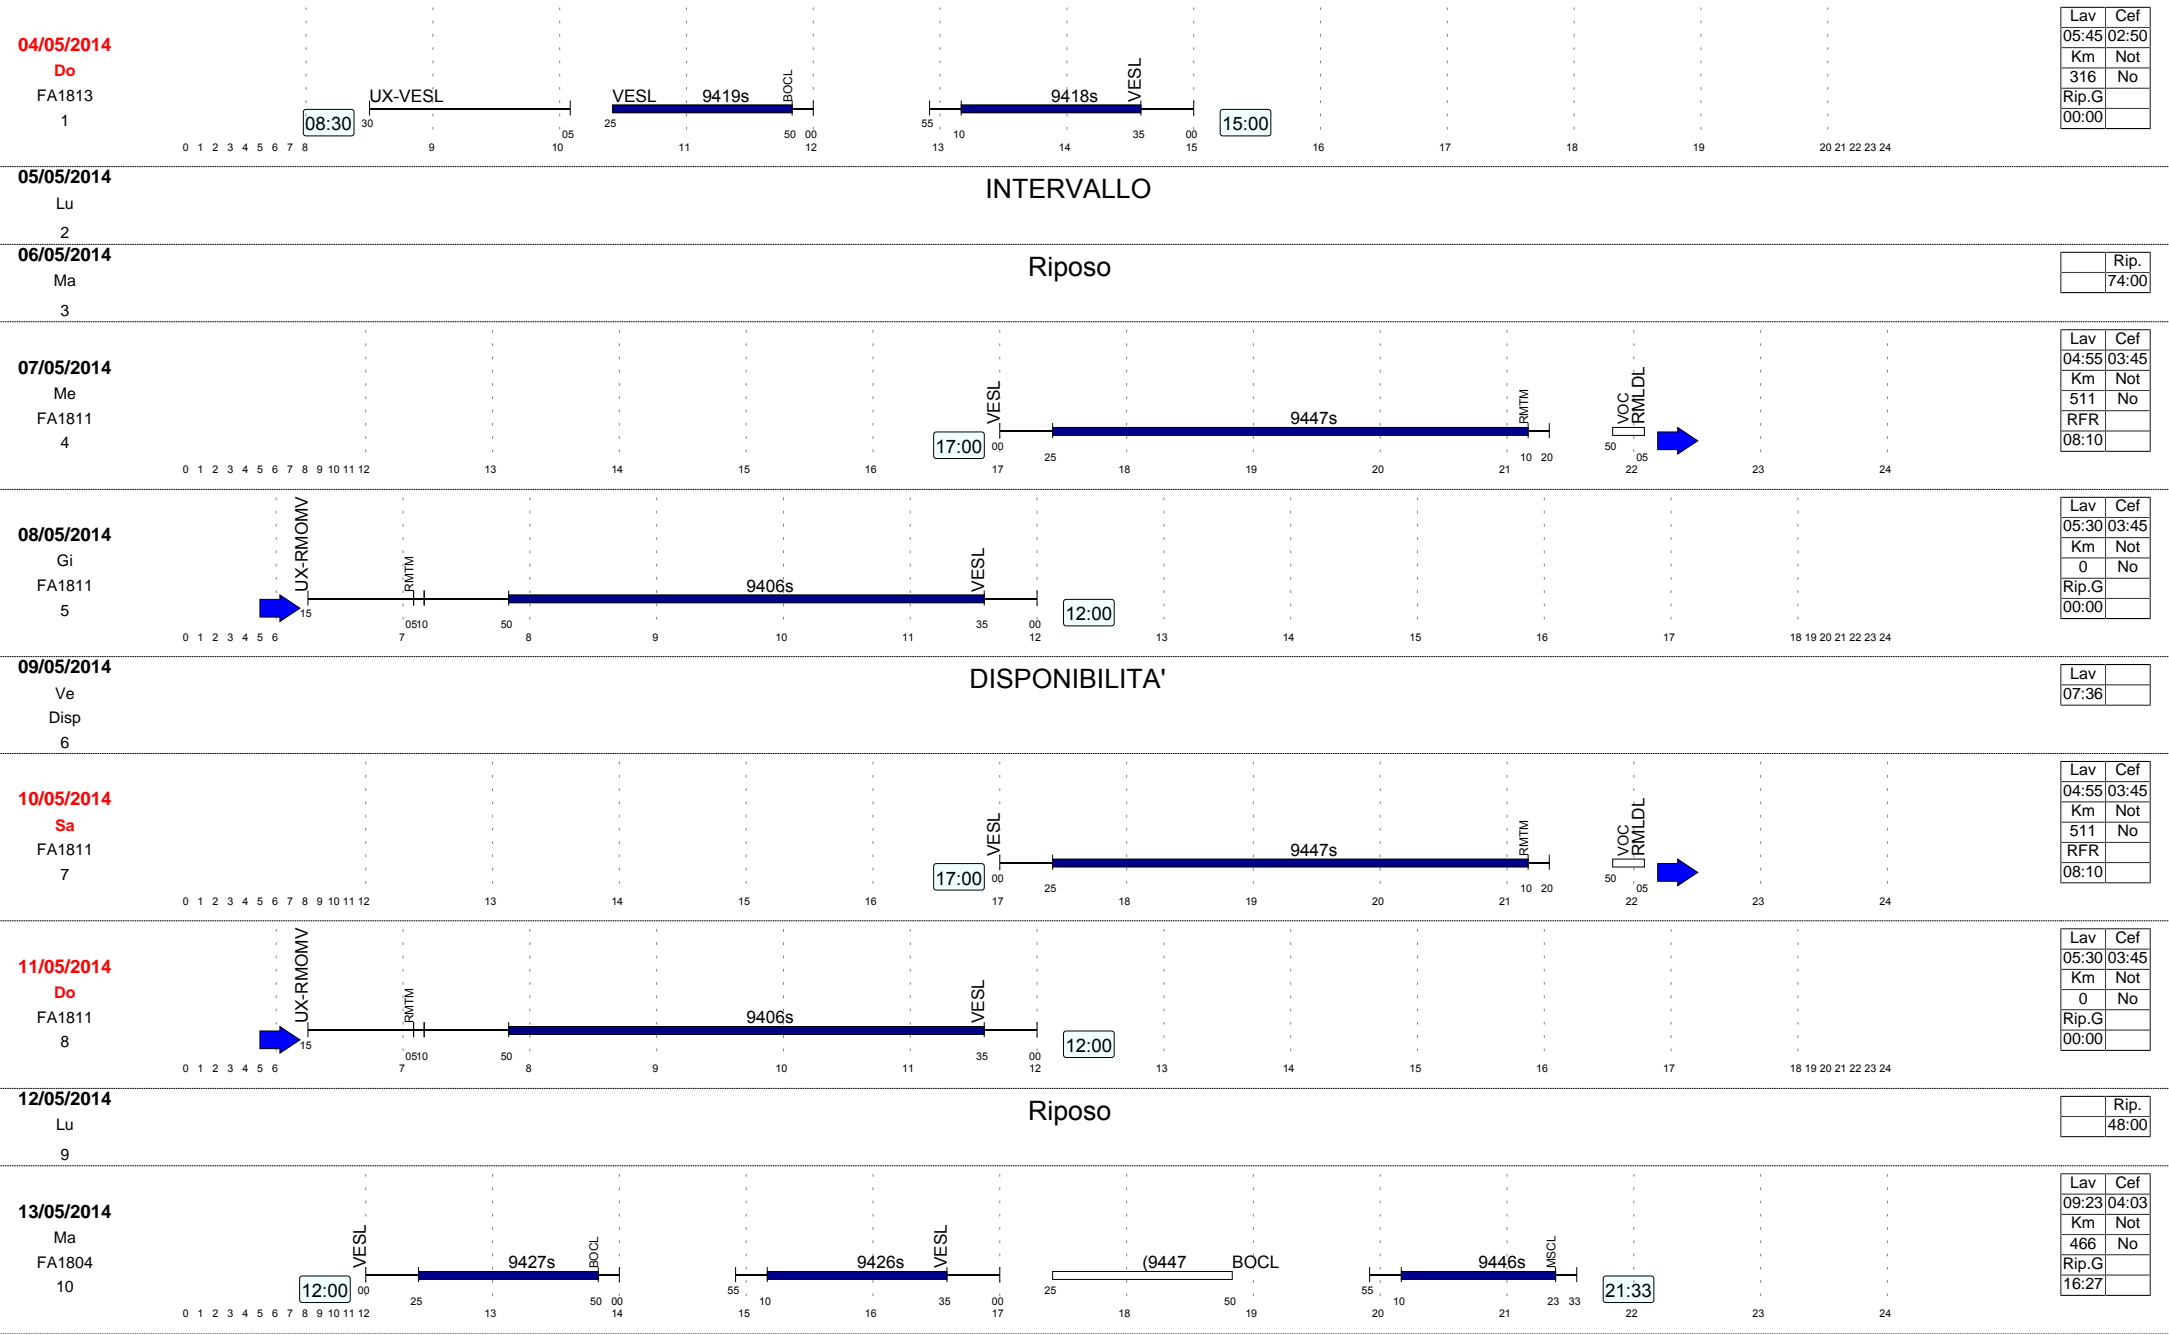 04/05/2014
Do
FA1813
1
08:30
UX-VESL
VESL
9419s
BOCL
9418s
VESL
15:00
30
05
25
50 00
55
10
35
00
0 1 2 3 4 5 6 7 8 9 10 11 12 13 14 15 16 17 18 19 20 21 22 23 24
Lav Cef
05:45 02:50
Km Not
316 No
Rip.G
00:00
05/05/2014
Lu
2
INTERVALLO
06/05/2014
Ma
3
Riposo
Rip.
74:00
07/05/2014
Me
FA1811
4
17:00
VESL
9447s
RMTM
VOC
RMLDL
00
25
10 20
50
05
0 1 2 3 4 5 6 7 8 9 10 11 12 13 14 15 16 17 18 19 20 21 22 23 24
Lav Cef
04:55 03:45
Km Not
511 No
RFR
08:10
08/05/2014
Gi
FA1811
5
UX-RMOMV
RMTM
9406s
VESL
12:00
15
0510
50
35
00
0 1 2 3 4 5 6 7 8 9 10 11 12 13 14 15 16 17 18 19 20 21 22 23 24
Lav Cef
05:30 03:45
Km Not
0 No
Rip.G
00:00
09/05/2014
Ve
Disp
6
DISPONIBILITA'
Lav
07:36
10/05/2014
Sa
FA1811
7
17:00
VESL
9447s
RMTM
VOC
RMLDL
00
25
10 20
50
05
0 1 2 3 4 5 6 7 8 9 10 11 12 13 14 15 16 17 18 19 20 21 22 23 24
Lav Cef
04:55 03:45
Km Not
511 No
RFR
08:10
11/05/2014
Do
FA1811
8
UX-RMOMV
RMTM
9406s
VESL
12:00
15
0510
50
35
00
0 1 2 3 4 5 6 7 8 9 10 11 12 13 14 15 16 17 18 19 20 21 22 23 24
Lav Cef
05:30 03:45
Km Not
0 No
Rip.G
00:00
12/05/2014
Lu
9
Riposo
Rip.
48:00
13/05/2014
Ma
FA1804
10
12:00
VESL
9427s
BOCL
9426s
VESL
(9447
BOCL
9446s
MSCL
21:33
00
25
50 00
55
10
35
00
25
50
55
10
23 33
0 1 2 3 4 5 6 7 8 9 10 11 12 13 14 15 16 17 18 19 20 21 22 23 24
Lav Cef
09:23 04:03
Km Not
466 No
Rip.G
16:27